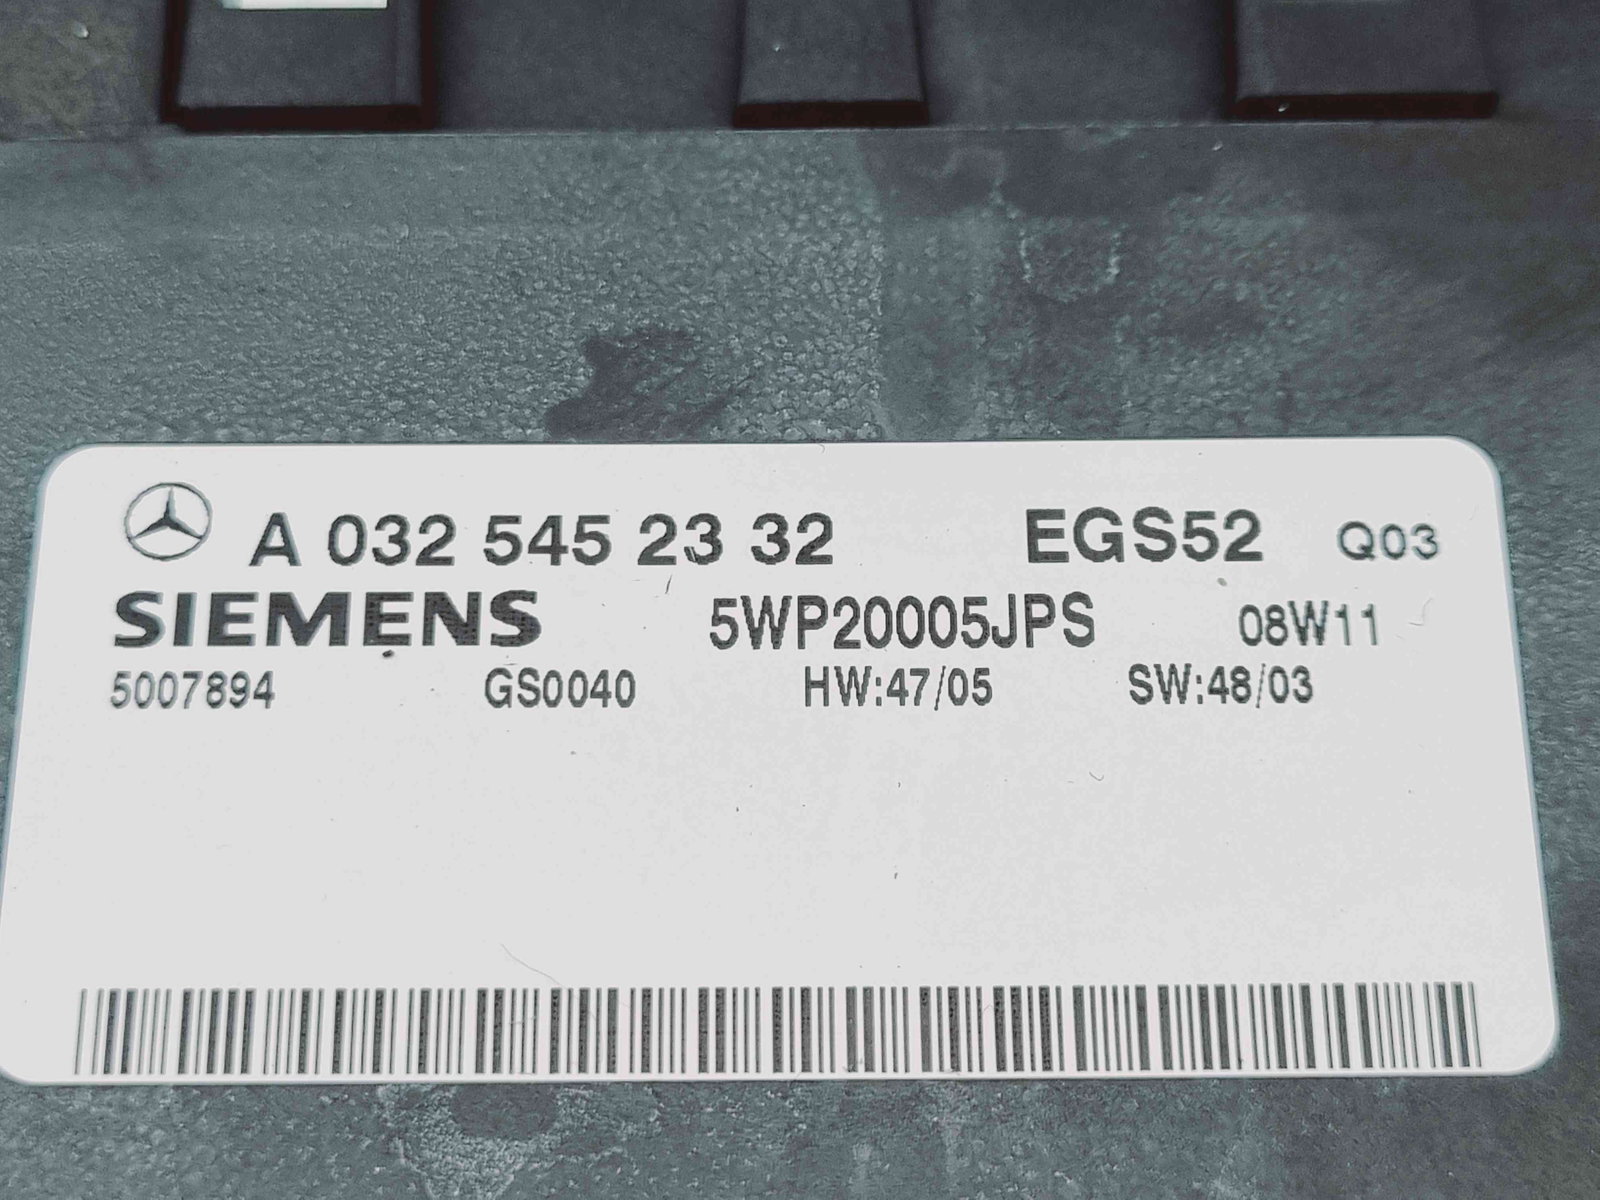 A 032 545 23 32 EGS52 Q03
SIEMENS 5WP20005JPS 08W11
5007894 GS0040 HW:47/05 SW:48/03